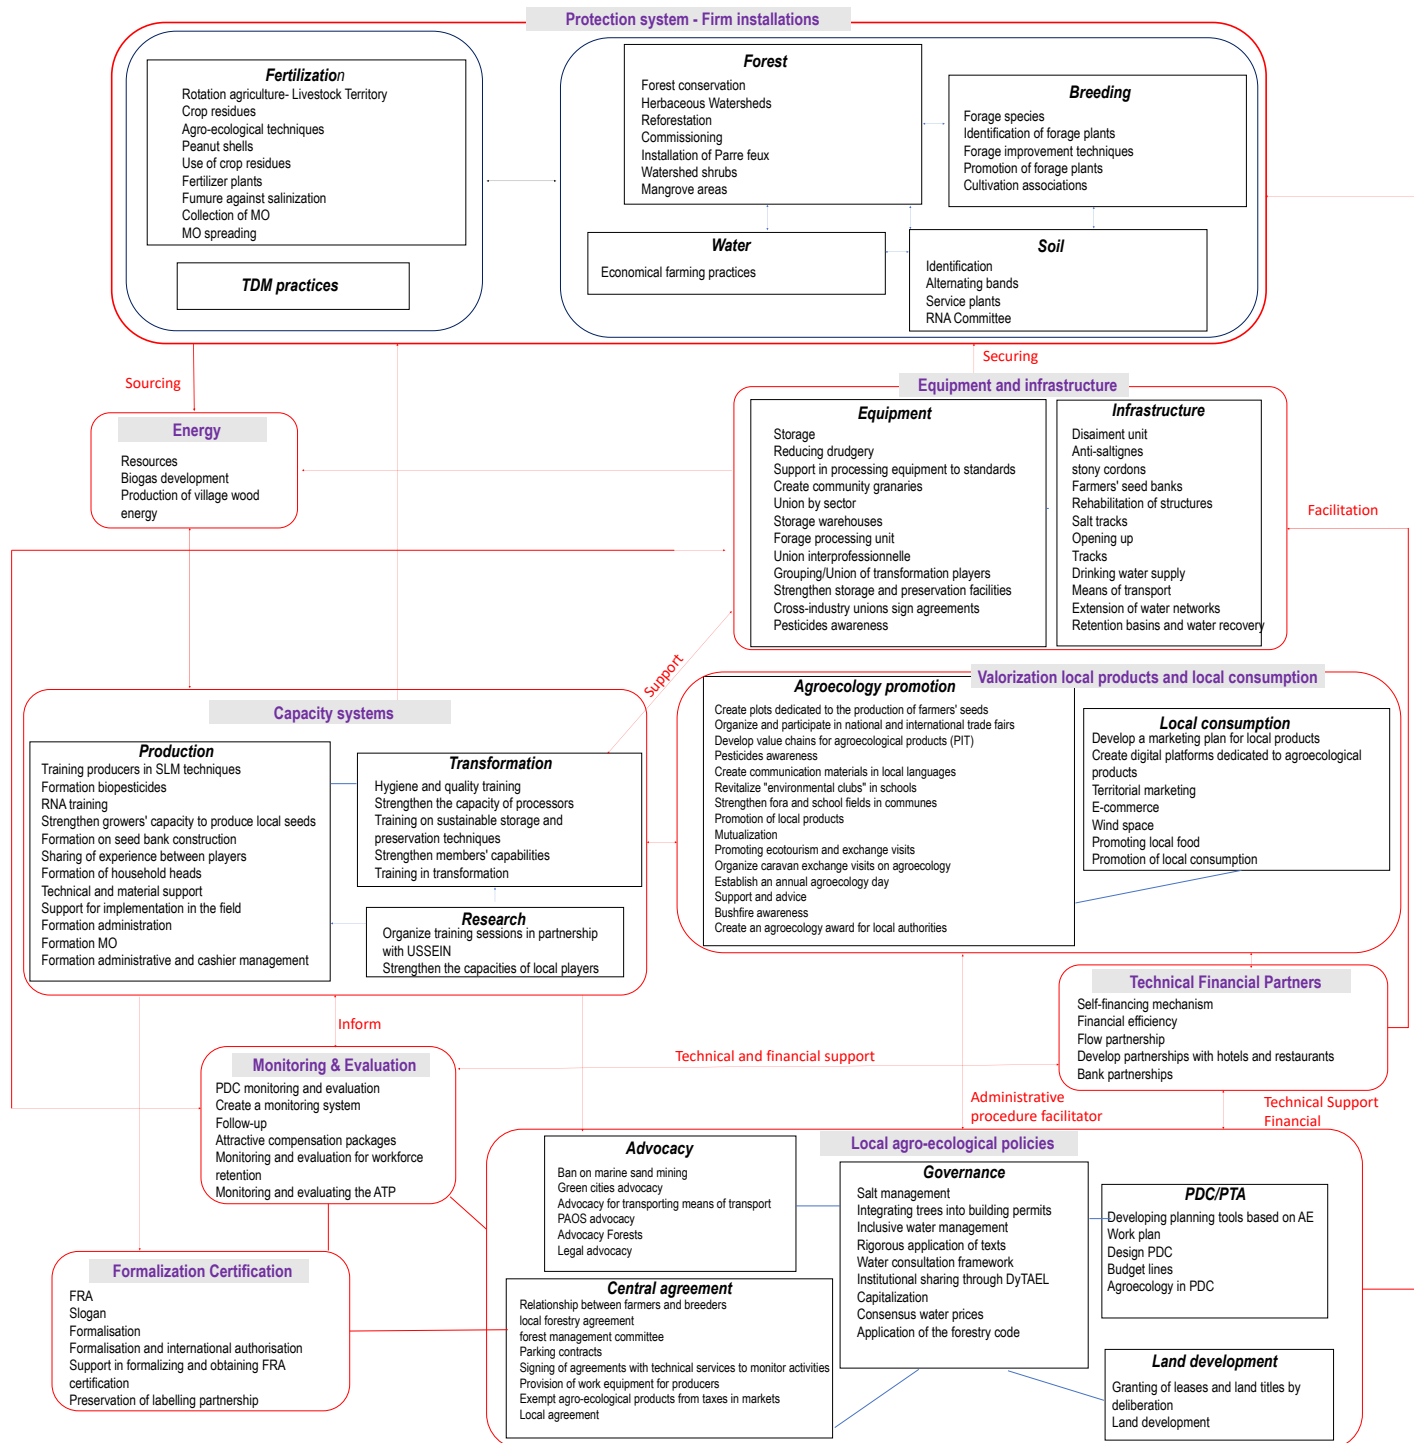 Protection system - Firm installations
Fertilization
Rotation agriculture- Livestock Territory
Crop residues
Agro-ecological techniques
Peanut shells
Use of crop residues
Fertilizer plants
Fumure against salinization
Collection of MO
MO spreading
TDM practices
Forest
Forest conservation
Herbaceous Watersheds
Reforestation
Commissioning
Installation of Parre feux
Watershed shrubs
Mangrove areas
Breeding
Forage species
Identification of forage plants
Forage improvement techniques
Promotion of forage plants
Cultivation associations
Water
Economical farming practices
Soil
Identification
Alternating bands
Service plants
RNA Committee
Sourcing
Securing
Energy
Resources
Biogas development
Production of village wood
energy
Equipment and infrastructure
Equipment
Storage
Reducing drudgery
Support in processing equipment to standards
Create community granaries
Union by sector
Storage warehouses
Forage processing unit
Union interprofessionnelle
Grouping/Union of transformation players
Strengthen storage and preservation facilities
Cross-industry unions sign agreements
Pesticides awareness
Infrastructure
Disaiment unit
Anti-saltignes
stony cordons
Farmers' seed banks
Rehabilitation of structures
Salt tracks
Opening up
Tracks
Drinking water supply
Means of transport
Extension of water networks
Retention basins and water recovery
Facilitation
Support
Capacity systems
Production
Training producers in SLM techniques
Formation biopesticides
RNA training
Strengthen growers' capacity to produce local seeds
Formation on seed bank construction
Sharing of experience between players
Formation of household heads
Technical and material support
Support for implementation in the field
Formation administration
Formation MO
Formation administrative and cashier management
Transformation
Hygiene and quality training
Strengthen the capacity of processors
Training on sustainable storage and
preservation techniques
Strengthen members' capabilities
Training in transformation
Research
Organize training sessions in partnership
with USSEIN
Strengthen the capacities of local players
Valorization local products and local consumption
Agroecology promotion
Create plots dedicated to the production of farmers' seeds
Organize and participate in national and international trade fairs
Develop value chains for agroecological products (PIT)
Pesticides awareness
Create communication materials in local languages
Revitalize "environmental clubs" in schools
Strengthen fora and school fields in communes
Promotion of local products
Mutualization
Promoting ecotourism and exchange visits
Organize caravan exchange visits on agroecology
Establish an annual agroecology day
Support and advice
Bushfire awareness
Create an agroecology award for local authorities
Local consumption
Develop a marketing plan for local products
Create digital platforms dedicated to agroecological
products
Territorial marketing
E-commerce
Wind space
Promoting local food
Promotion of local consumption
Technical Financial Partners
Self-financing mechanism
Financial efficiency
Flow partnership
Develop partnerships with hotels and restaurants
Bank partnerships
Inform
Technical and financial support
Administrative
procedure facilitator
Technical Support
Financial
Monitoring & Evaluation
PDC monitoring and evaluation
Create a monitoring system
Follow-up
Attractive compensation packages
Monitoring and evaluation for workforce
retention
Monitoring and evaluating the ATP
Formalization Certification
FRA
Slogan
Formalisation
Formalisation and international authorisation
Support in formalizing and obtaining FRA
certification
Preservation of labelling partnership
Local agro-ecological policies
Advocacy
Ban on marine sand mining
Green cities advocacy
Advocacy for transporting means of transport
PAOS advocacy
Advocacy Forests
Legal advocacy
Governance
Salt management
Integrating trees into building permits
Inclusive water management
Rigorous application of texts
Water consultation framework
Institutional sharing through DyTAEL
Capitalization
Consensus water prices
Application of the forestry code
PDC/PTA
Developing planning tools based on AE
Work plan
Design PDC
Budget lines
Agroecology in PDC
Central agreement
Relationship between farmers and breeders
local forestry agreement
forest management committee
Parking contracts
Signing of agreements with technical services to monitor activities
Provision of work equipment for producers
Exempt agro-ecological products from taxes in markets
Local agreement
Land development
Granting of leases and land titles by
deliberation
Land development